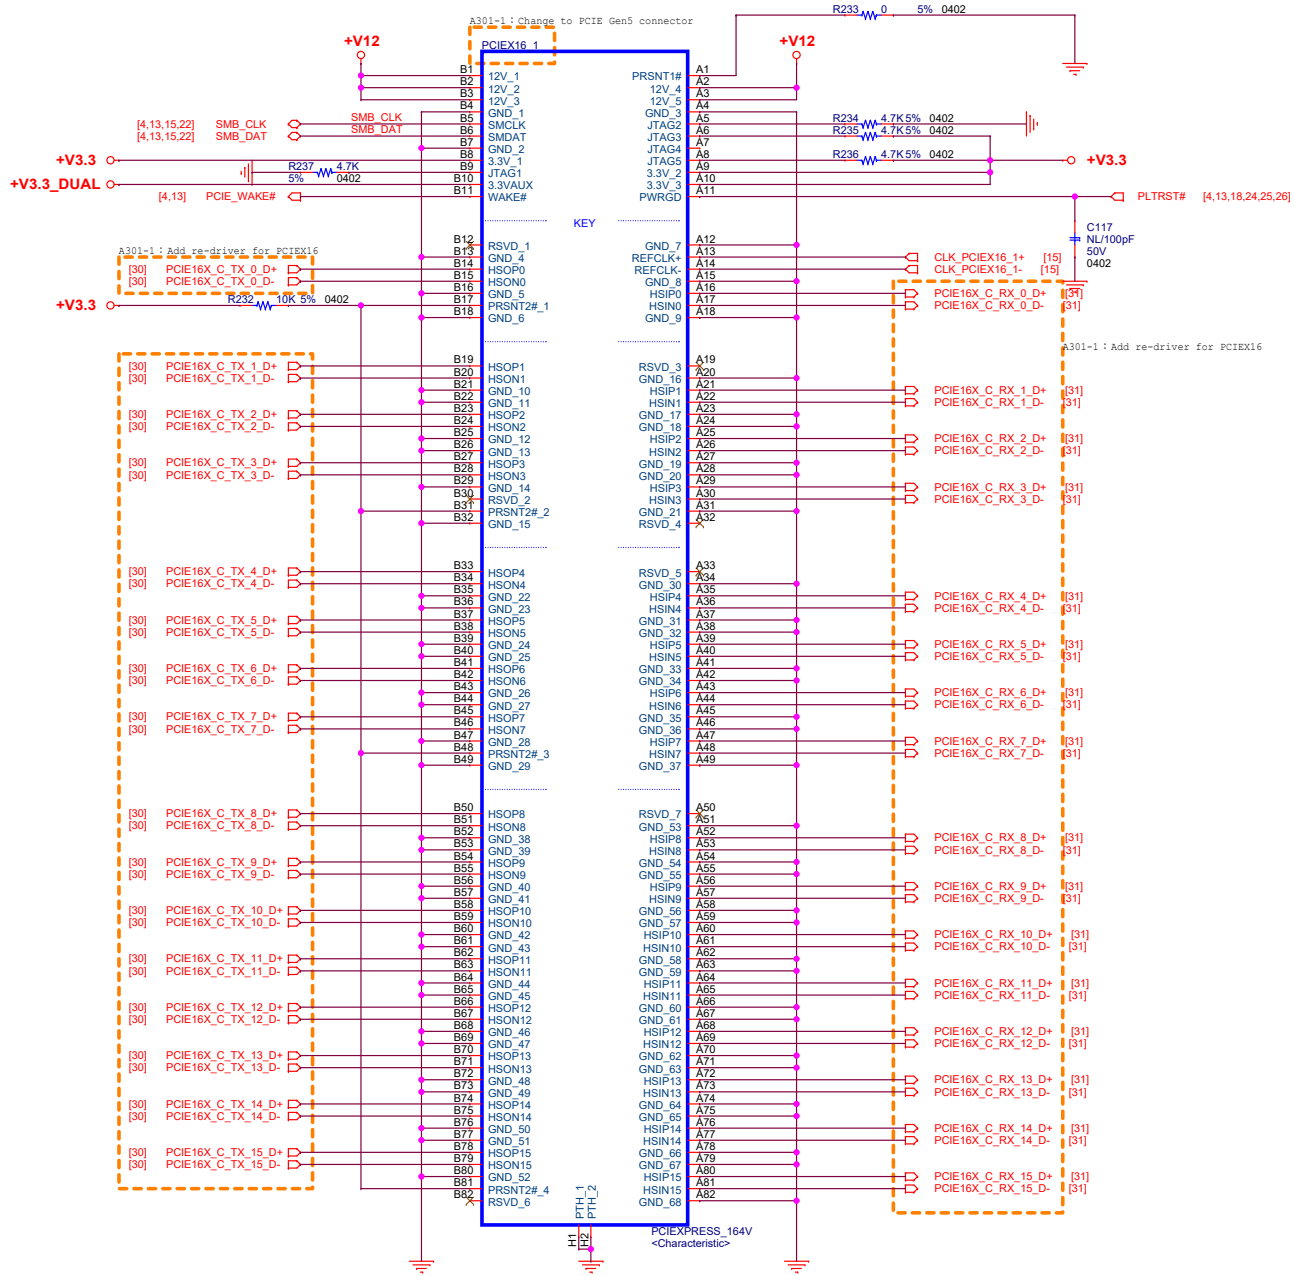 A301-1 : Change to PCIE Gen5 connector
R233 0 5% 0402
+V12 PCIEX16_1 +V12
B1 12V_1 PRSNT1# A1
B2 12V_2 12V_4 A2
B3 12V_3 12V_5 A3
B4 GND_1 GND_3 A4
[4,13,15,22] SMB_CLK SMB_CLK B5 SMCLK JTAG2 A5 R234 4.7K 5% 0402
[4,13,15,22] SMB_DAT SMB_DAT B6 SMDAT JTAG3 A6 R235 4.7K 5% 0402
B7 GND_2 JTAG4 A7
+V3.3 B8 3.3V_1 JTAG5 A8 R236 4.7K 5% 0402 +V3.3
R237 4.7K B9 JTAG1 3.3V_2 A9
+V3.3_DUAL 5% 0402 B10 3.3VAUX 3.3V_3 A10
[4,13] PCIE_WAKE# B11 WAKE# PWRGD A11 PLTRST# [4,13,18,24,25,26]
KEY
C117
NL/100pF
50V
0402
A301-1 : Add re-driver for PCIEX16
B12 RSVD_1 GND_7 A12
B13 GND_4 REFCLK+ A13 CLK_PCIEX16_1+ [15]
[30] PCIE16X_C_TX_0_D+ B14 HSOP0 REFCLK- A14 CLK_PCIEX16_1- [15]
[30] PCIE16X_C_TX_0_D- B15 HSON0 GND_8 A15
B16 GND_5 HSIP0 A16 PCIE16X_C_RX_0_D+ [31]
+V3.3 R232 10K 5% 0402 B17 PRSNT2#_1 HSIN0 A17 PCIE16X_C_RX_0_D- [31]
B18 GND_6 GND_9 A18
A301-1 : Add re-driver for PCIEX16
[30] PCIE16X_C_TX_1_D+ B19 HSOP1 RSVD_3 A19
[30] PCIE16X_C_TX_1_D- B20 HSON1 GND_16 A20
B21 GND_10 HSIP1 A21 PCIE16X_C_RX_1_D+ [31]
B22 GND_11 HSIN1 A22 PCIE16X_C_RX_1_D- [31]
[30] PCIE16X_C_TX_2_D+ B23 HSOP2 GND_17 A23
[30] PCIE16X_C_TX_2_D- B24 HSON2 GND_18 A24
B25 GND_12 HSIP2 A25 PCIE16X_C_RX_2_D+ [31]
B26 GND_13 HSIN2 A26 PCIE16X_C_RX_2_D- [31]
[30] PCIE16X_C_TX_3_D+ B27 HSOP3 GND_19 A27
[30] PCIE16X_C_TX_3_D- B28 HSON3 GND_20 A28
B29 GND_14 HSIP3 A29 PCIE16X_C_RX_3_D+ [31]
B30 RSVD_2 HSIN3 A30 PCIE16X_C_RX_3_D- [31]
B31 PRSNT2#_2 GND_21 A31
B32 GND_15 RSVD_4 A32
[30] PCIE16X_C_TX_4_D+ B33 HSOP4 RSVD_5 A33
[30] PCIE16X_C_TX_4_D- B34 HSON4 GND_30 A34
B35 GND_22 HSIP4 A35 PCIE16X_C_RX_4_D+ [31]
B36 GND_23 HSIN4 A36 PCIE16X_C_RX_4_D- [31]
[30] PCIE16X_C_TX_5_D+ B37 HSOP5 GND_31 A37
[30] PCIE16X_C_TX_5_D- B38 HSON5 GND_32 A38
B39 GND_24 HSIP5 A39 PCIE16X_C_RX_5_D+ [31]
B40 GND_25 HSIN5 A40 PCIE16X_C_RX_5_D- [31]
[30] PCIE16X_C_TX_6_D+ B41 HSOP6 GND_33 A41
[30] PCIE16X_C_TX_6_D- B42 HSON6 GND_34 A42
B43 GND_26 HSIP6 A43 PCIE16X_C_RX_6_D+ [31]
B44 GND_27 HSIN6 A44 PCIE16X_C_RX_6_D- [31]
[30] PCIE16X_C_TX_7_D+ B45 HSOP7 GND_35 A45
[30] PCIE16X_C_TX_7_D- B46 HSON7 GND_36 A46
B47 GND_28 HSIP7 A47 PCIE16X_C_RX_7_D+ [31]
B48 PRSNT2#_3 HSIN7 A48 PCIE16X_C_RX_7_D- [31]
B49 GND_29 GND_37 A49
[30] PCIE16X_C_TX_8_D+ B50 HSOP8 RSVD_7 A50
[30] PCIE16X_C_TX_8_D- B51 HSON8 GND_53 A51
B52 GND_38 HSIP8 A52 PCIE16X_C_RX_8_D+ [31]
B53 GND_39 HSIN8 A53 PCIE16X_C_RX_8_D- [31]
[30] PCIE16X_C_TX_9_D+ B54 HSOP9 GND_54 A54
[30] PCIE16X_C_TX_9_D- B55 HSON9 GND_55 A55
B56 GND_40 HSIP9 A56 PCIE16X_C_RX_9_D+ [31]
B57 GND_41 HSIN9 A57 PCIE16X_C_RX_9_D- [31]
[30] PCIE16X_C_TX_10_D+ B58 HSOP10 GND_56 A58
[30] PCIE16X_C_TX_10_D- B59 HSON10 GND_57 A59
B60 GND_42 HSIP10 A60 PCIE16X_C_RX_10_D+ [31]
B61 GND_43 HSIN10 A61 PCIE16X_C_RX_10_D- [31]
[30] PCIE16X_C_TX_11_D+ B62 HSOP11 GND_58 A62
[30] PCIE16X_C_TX_11_D- B63 HSON11 GND_59 A63
B64 GND_44 HSIP11 A64 PCIE16X_C_RX_11_D+ [31]
B65 GND_45 HSIN11 A65 PCIE16X_C_RX_11_D- [31]
[30] PCIE16X_C_TX_12_D+ B66 HSOP12 GND_60 A66
[30] PCIE16X_C_TX_12_D- B67 HSON12 GND_61 A67
B68 GND_46 HSIP12 A68 PCIE16X_C_RX_12_D+ [31]
B69 GND_47 HSIN12 A69 PCIE16X_C_RX_12_D- [31]
[30] PCIE16X_C_TX_13_D+ B70 HSOP13 GND_62 A70
[30] PCIE16X_C_TX_13_D- B71 HSON13 GND_63 A71
B72 GND_48 HSIP13 A72 PCIE16X_C_RX_13_D+ [31]
B73 GND_49 HSIN13 A73 PCIE16X_C_RX_13_D- [31]
[30] PCIE16X_C_TX_14_D+ B74 HSOP14 GND_64 A74
[30] PCIE16X_C_TX_14_D- B75 HSON14 GND_65 A75
B76 GND_50 HSIP14 A76 PCIE16X_C_RX_14_D+ [31]
B77 GND_51 HSIN14 A77 PCIE16X_C_RX_14_D- [31]
[30] PCIE16X_C_TX_15_D+ B78 HSOP15 GND_66 A78
[30] PCIE16X_C_TX_15_D- B79 HSON15 GND_67 A79
B80 GND_52 HSIP15 A80 PCIE16X_C_RX_15_D+ [31]
B81 PRSNT2#_4 HSIN15 A81 PCIE16X_C_RX_15_D- [31]
B82 RSVD_6 GND_68 A82
PTH_1 PTH_2
H1 H2
PCIEXPRESS_164V
<Characteristic>